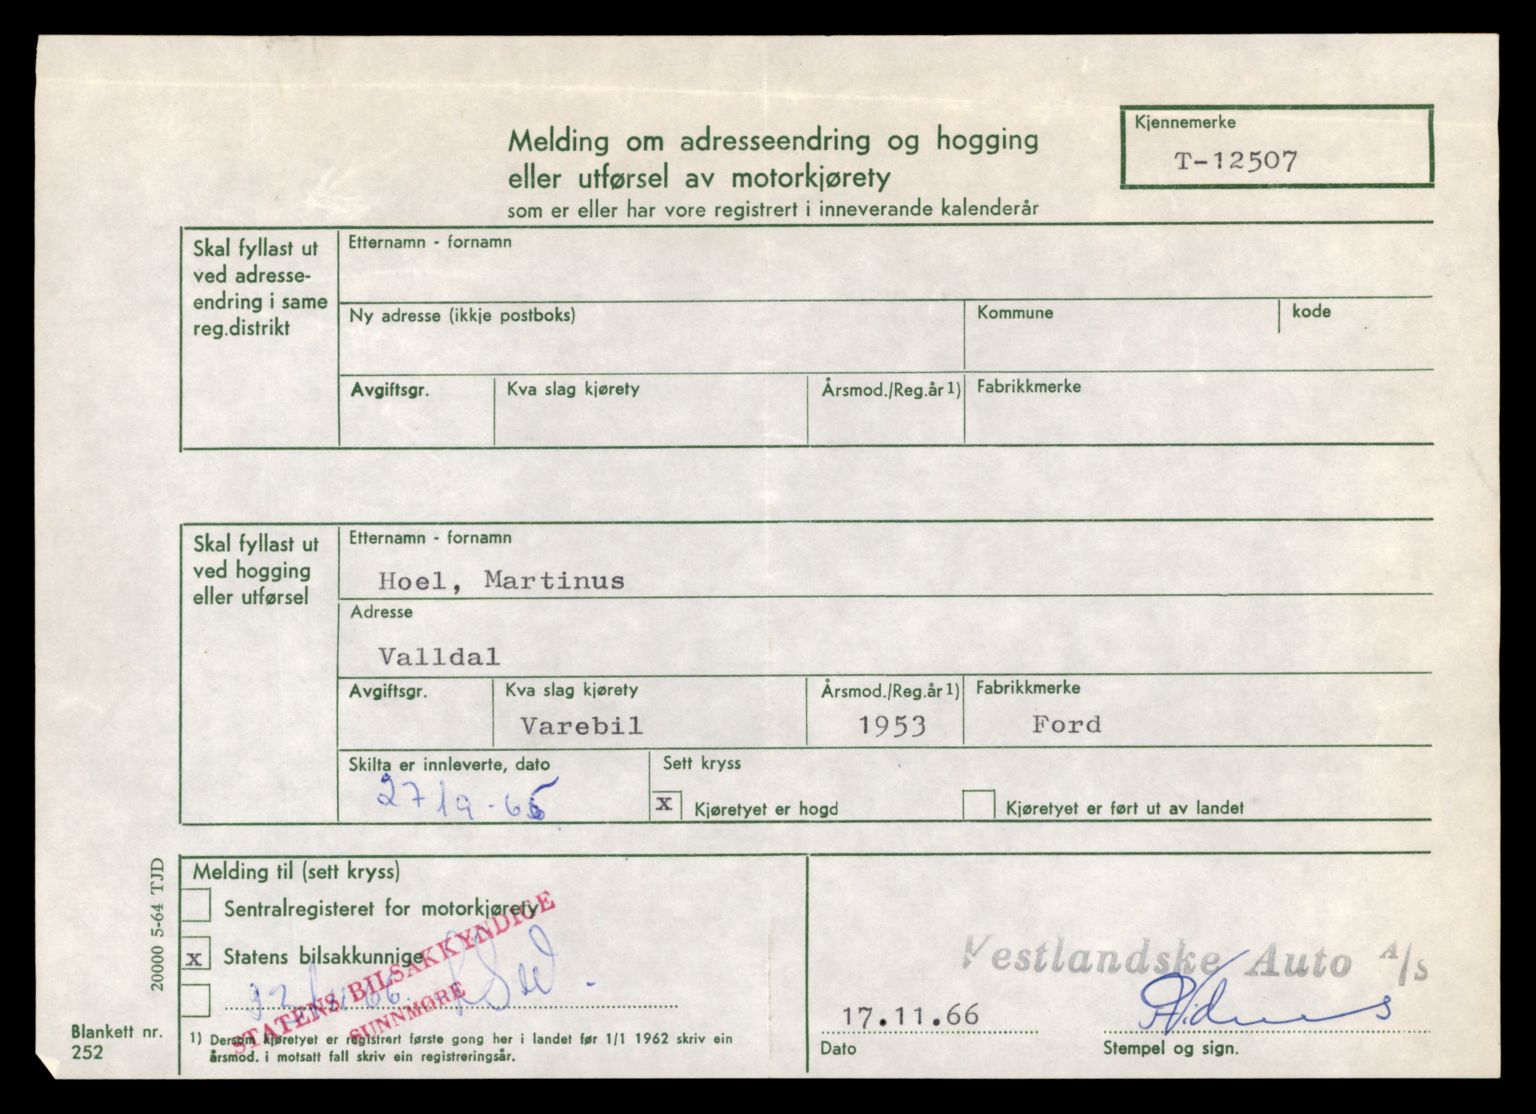 Melding om adresseendring og hogging
eller utførsel av motorkjørety
som er eller har vore registrert i inneverande kalenderår
Kjennemerke
T-12507
Skal fyllast ut
ved adresse-
endring i same
reg.distrikt
Etternamn - fornamn
Ny adresse (ikkje postboks)
Kommune
kode
Avgiftsgr.
Kva slag kjørety
Årsmod./Reg.år 1)
Fabrikkmerke
Skal fyllast ut
ved hogging
eller utførsel
Etternamn - fornamn
Hoel, Martinus
Adresse
Valldal
Avgiftsgr.
Kva slag kjørety
Varebil
Årsmod./Reg.år 1)
1953
Fabrikkmerke
Ford
Skilta er innleverte, dato
Sett kryss
x Kjøretyet er hogd
Kjøretyet er ført ut av landet
Melding til (sett kryss)
Sentralregisteret for motorkjørety
x Statens bilsakkunnige
STATENS BILSAKKYNDIGE
SUNNMØRE
Vestlandske Auto A/S
17.11.66
Dato
Stempel og sign.
1) Dersom kjøretyet er registrert første gong her i landet før 1/1 1962 skriv ein
årsmod. i motsatt fall skriv ein registreringsår.
20000 5-64 TJD
Blankett nr.
252